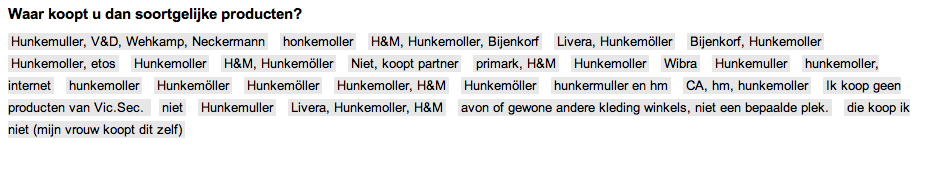 Waar koopt u dan soortgelijke producten?
Hunkemuller, V&D, Wehkamp, Neckermann honkemoller H&M, Hunkemoller, Bijenkorf Livera, Hunkemöller Bijenkorf, Hunkemoller
Hunkemoller, etos Hunkemoller H&M, Hunkemöller Niet, koopt partner primark, H&M Hunkemoller Wibra Hunkemuller hunkemoller,
internet hunkemoller Hunkemöller Hunkemöller Hunkemoller, H&M Hunkemöller hunkermuller en hm CA, hm, hunkemoller Ik koop geen
producten van Vic.Sec. niet Hunkemuller Livera, Hunkemoller, H&M avon of gewone andere kleding winkels, niet een bepaalde plek. die koop ik
niet (mijn vrouw koopt dit zelf)